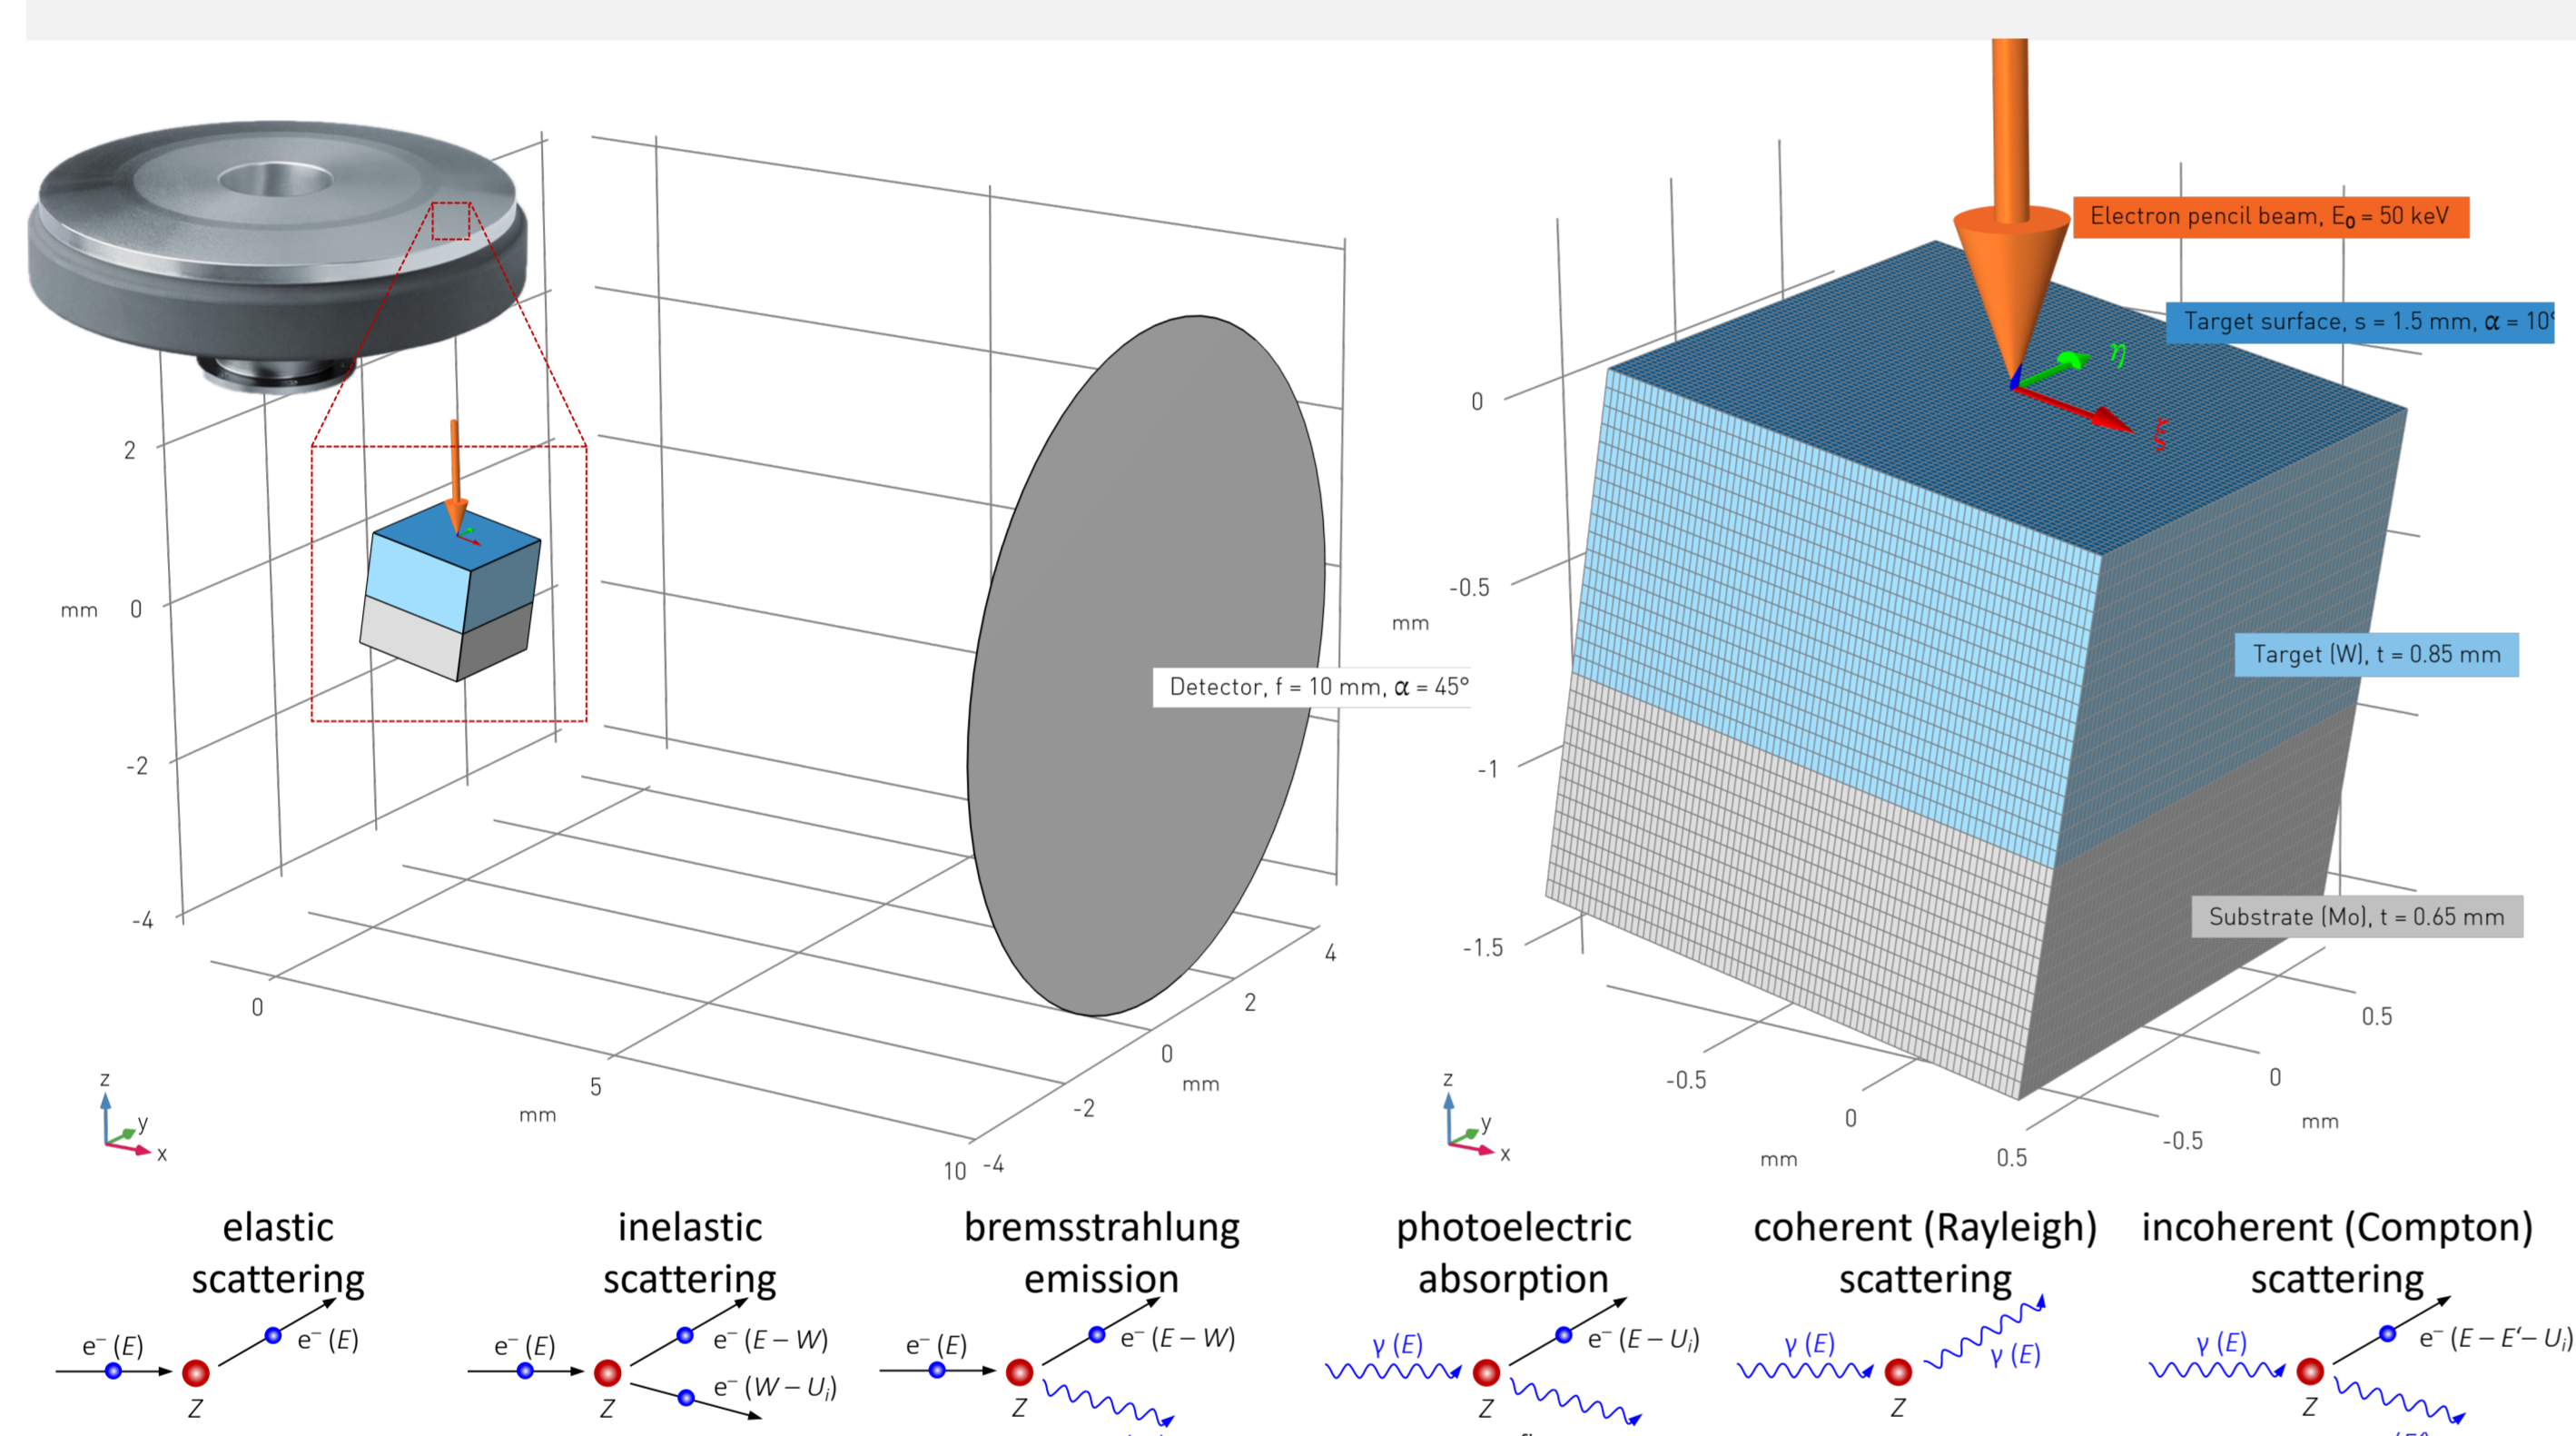 Electron pencil beam, E₀ = 50 keV
Target surface, s = 1.5 mm, α = 10°
η
ξ
Target (W), t = 0.85 mm
Substrate (Mo), t = 0.65 mm
Detector, f = 10 mm, α = 45°
2
mm 0
-2
-4
0
5
mm
10
-4
-2
0
mm
2
4
z
y
x
0
-0.5
mm
-1
-1.5
-0.5
0
mm
0.5
-0.5
0
mm
0.5
z
y
x
elastic
scattering
e⁻ (E)
e⁻ (E)
Z
inelastic
scattering
e⁻ (E)
e⁻ (E – W)
e⁻ (W – Uᵢ)
Z
bremsstrahlung
emission
e⁻ (E)
e⁻ (E – W)
Z
photoelectric
absorption
γ (E)
e⁻ (E – Uᵢ)
Z
coherent (Rayleigh)
scattering
γ (E)
γ (E)
Z
incoherent (Compton)
scattering
γ (E)
e⁻ (E – E‘– Uᵢ)
Z